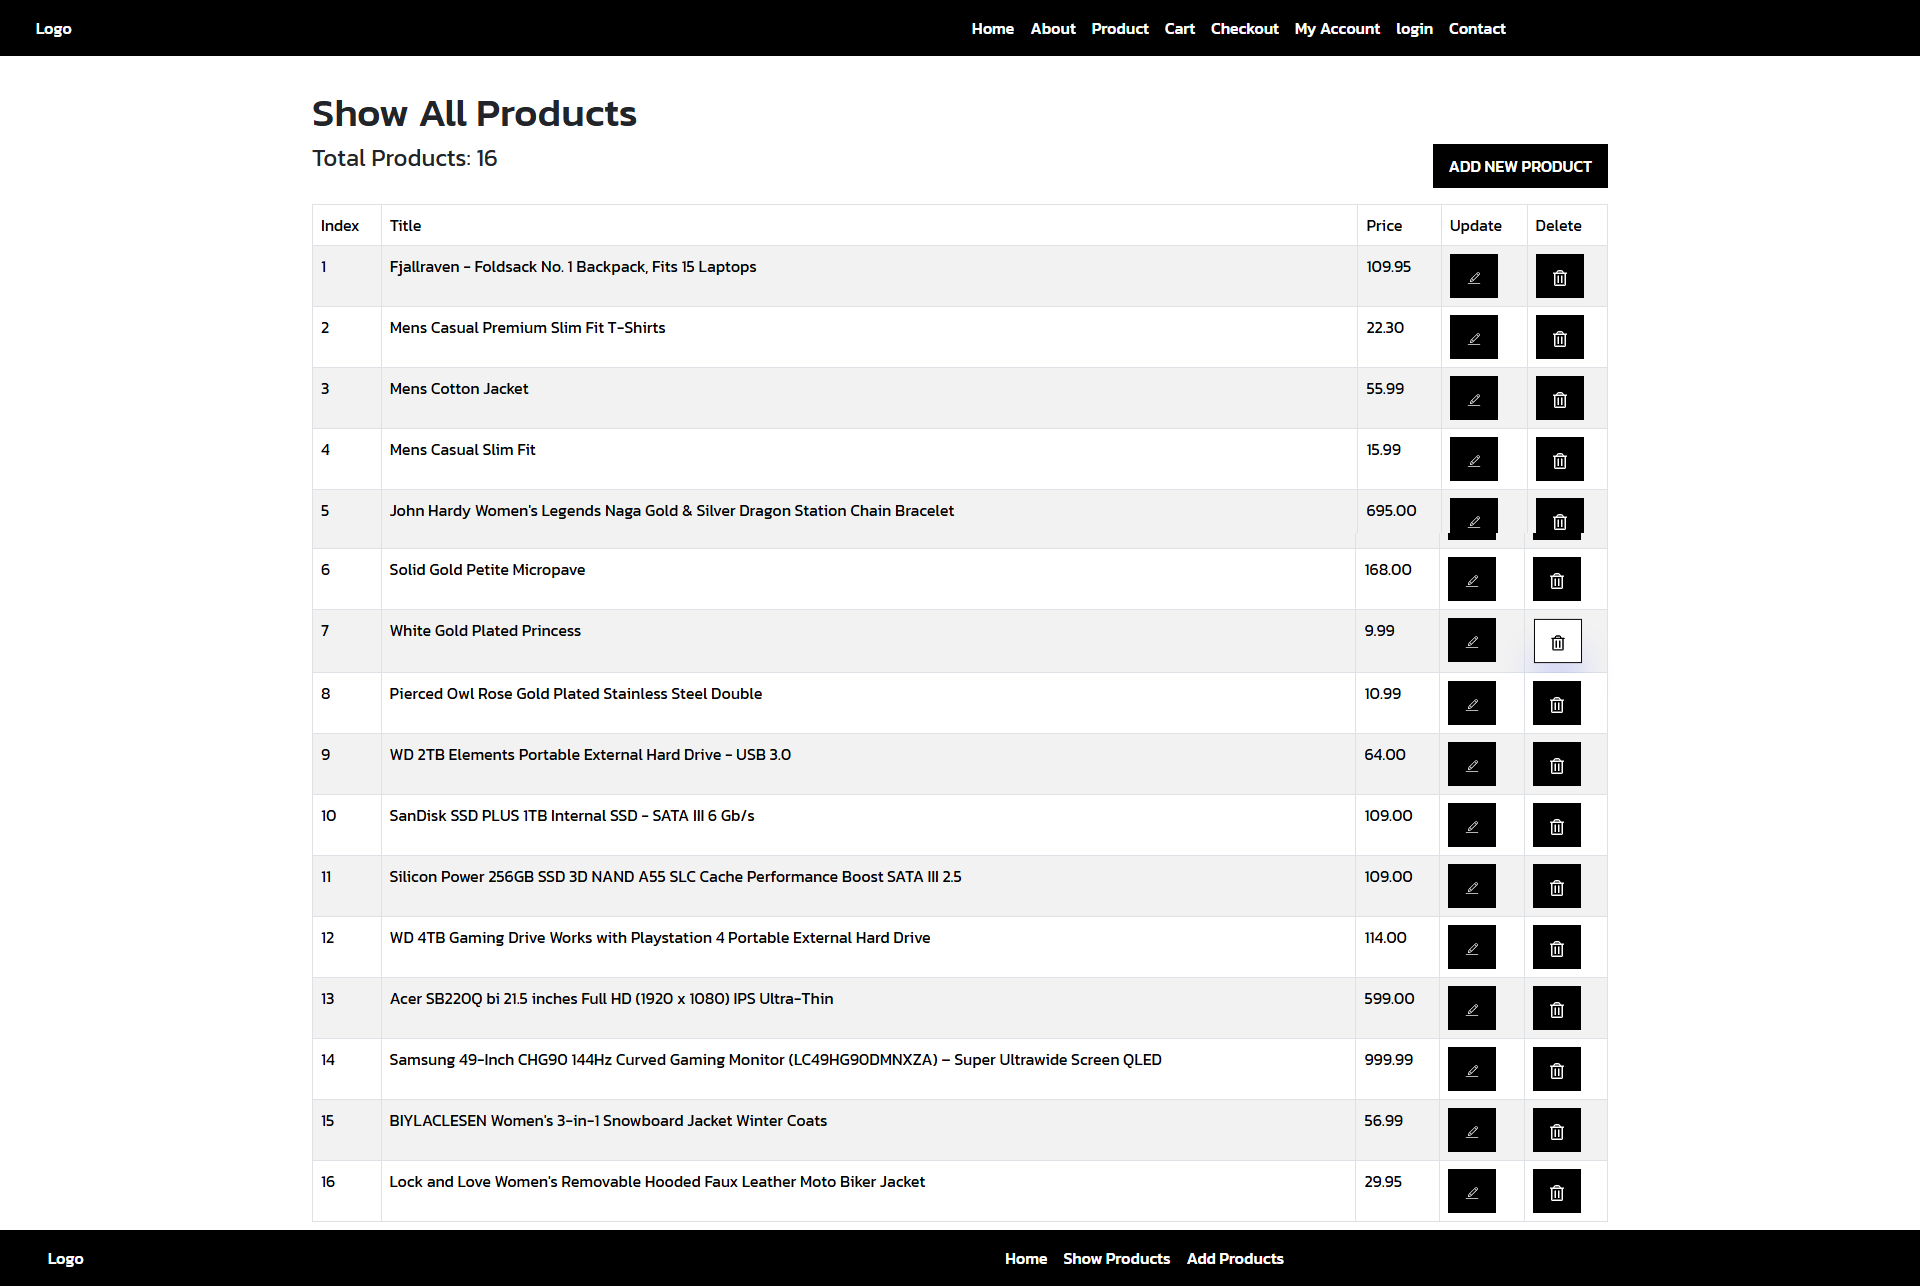 Logo Home About Product Cart Checkout My Account login Contact
Show All Products
Total Products: 16
ADD NEW PRODUCT
Index Title Price Update Delete
1 Fjallraven - Foldsack No. 1 Backpack, Fits 15 Laptops 109.95
2 Mens Casual Premium Slim Fit T-Shirts 22.30
3 Mens Cotton Jacket 55.99
4 Mens Casual Slim Fit 15.99
5 John Hardy Women's Legends Naga Gold & Silver Dragon Station Chain Bracelet 695.00
6 Solid Gold Petite Micropave 168.00
7 White Gold Plated Princess 9.99
8 Pierced Owl Rose Gold Plated Stainless Steel Double 10.99
9 WD 2TB Elements Portable External Hard Drive - USB 3.0 64.00
10 SanDisk SSD PLUS 1TB Internal SSD - SATA III 6 Gb/s 109.00
11 Silicon Power 256GB SSD 3D NAND A55 SLC Cache Performance Boost SATA III 2.5 109.00
12 WD 4TB Gaming Drive Works with Playstation 4 Portable External Hard Drive 114.00
13 Acer SB220Q bi 21.5 inches Full HD (1920 x 1080) IPS Ultra-Thin 599.00
14 Samsung 49-Inch CHG90 144Hz Curved Gaming Monitor (LC49HG90DMNXZA) – Super Ultrawide Screen QLED 999.99
15 BIYLACLESEN Women's 3-in-1 Snowboard Jacket Winter Coats 56.99
16 Lock and Love Women's Removable Hooded Faux Leather Moto Biker Jacket 29.95
Logo Home Show Products Add Products